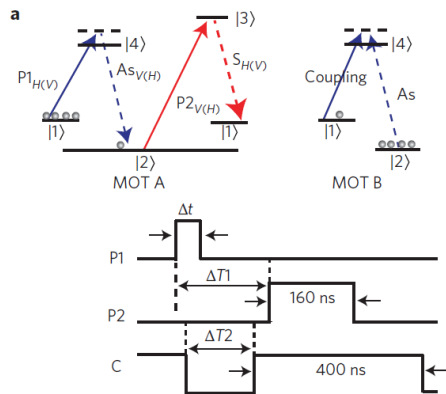 a
|3⟩
|4⟩
|4⟩
P1H(V)
AsV(H)
SH(V)
P2V(H)
Coupling
As
|1⟩
|1⟩
|1⟩
|2⟩
|2⟩
MOT A
MOT B
Δt
P1
ΔT1
P2
160 ns
ΔT2
C
400 ns